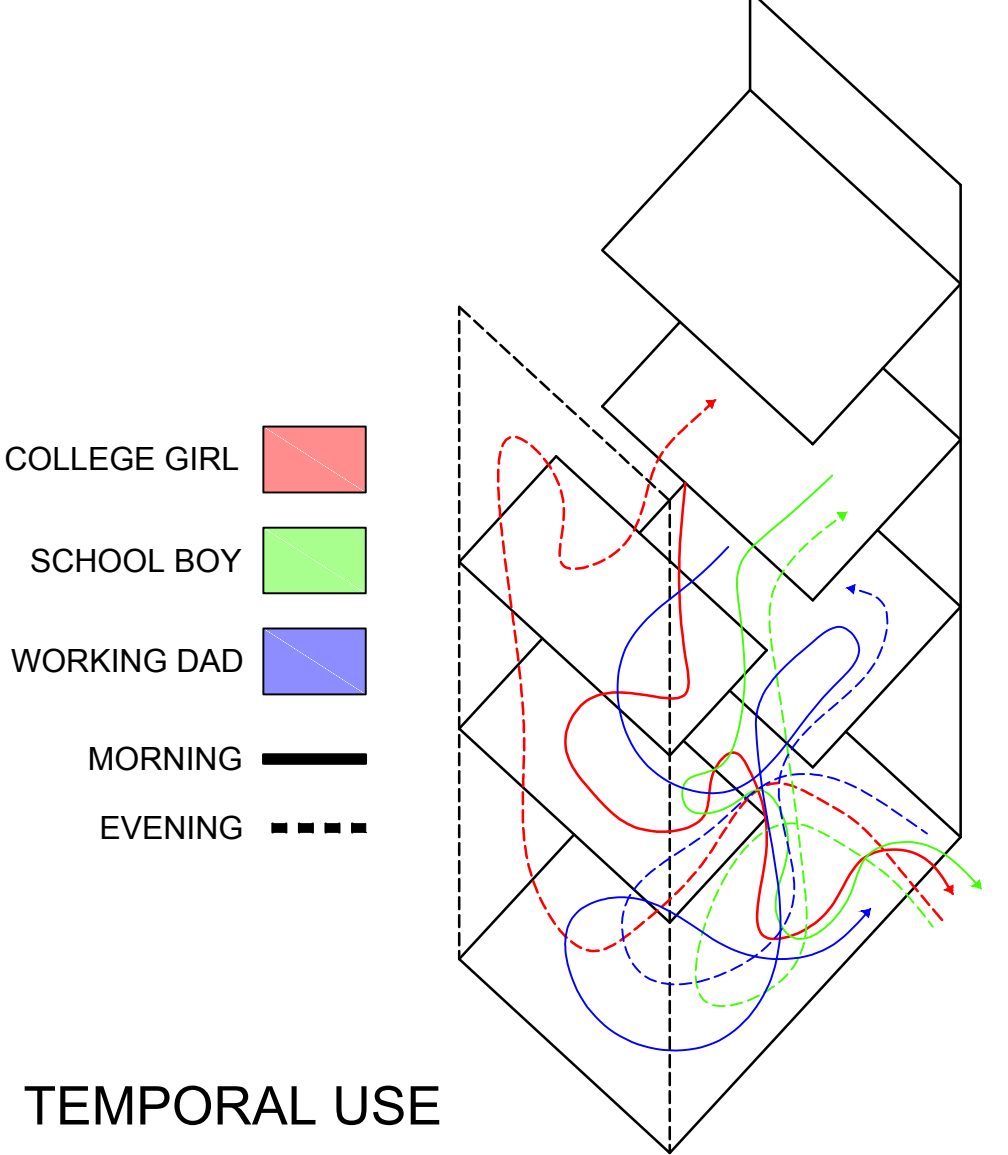 COLLEGE GIRL
SCHOOL BOY
WORKING DAD
MORNING
EVENING
TEMPORAL USE